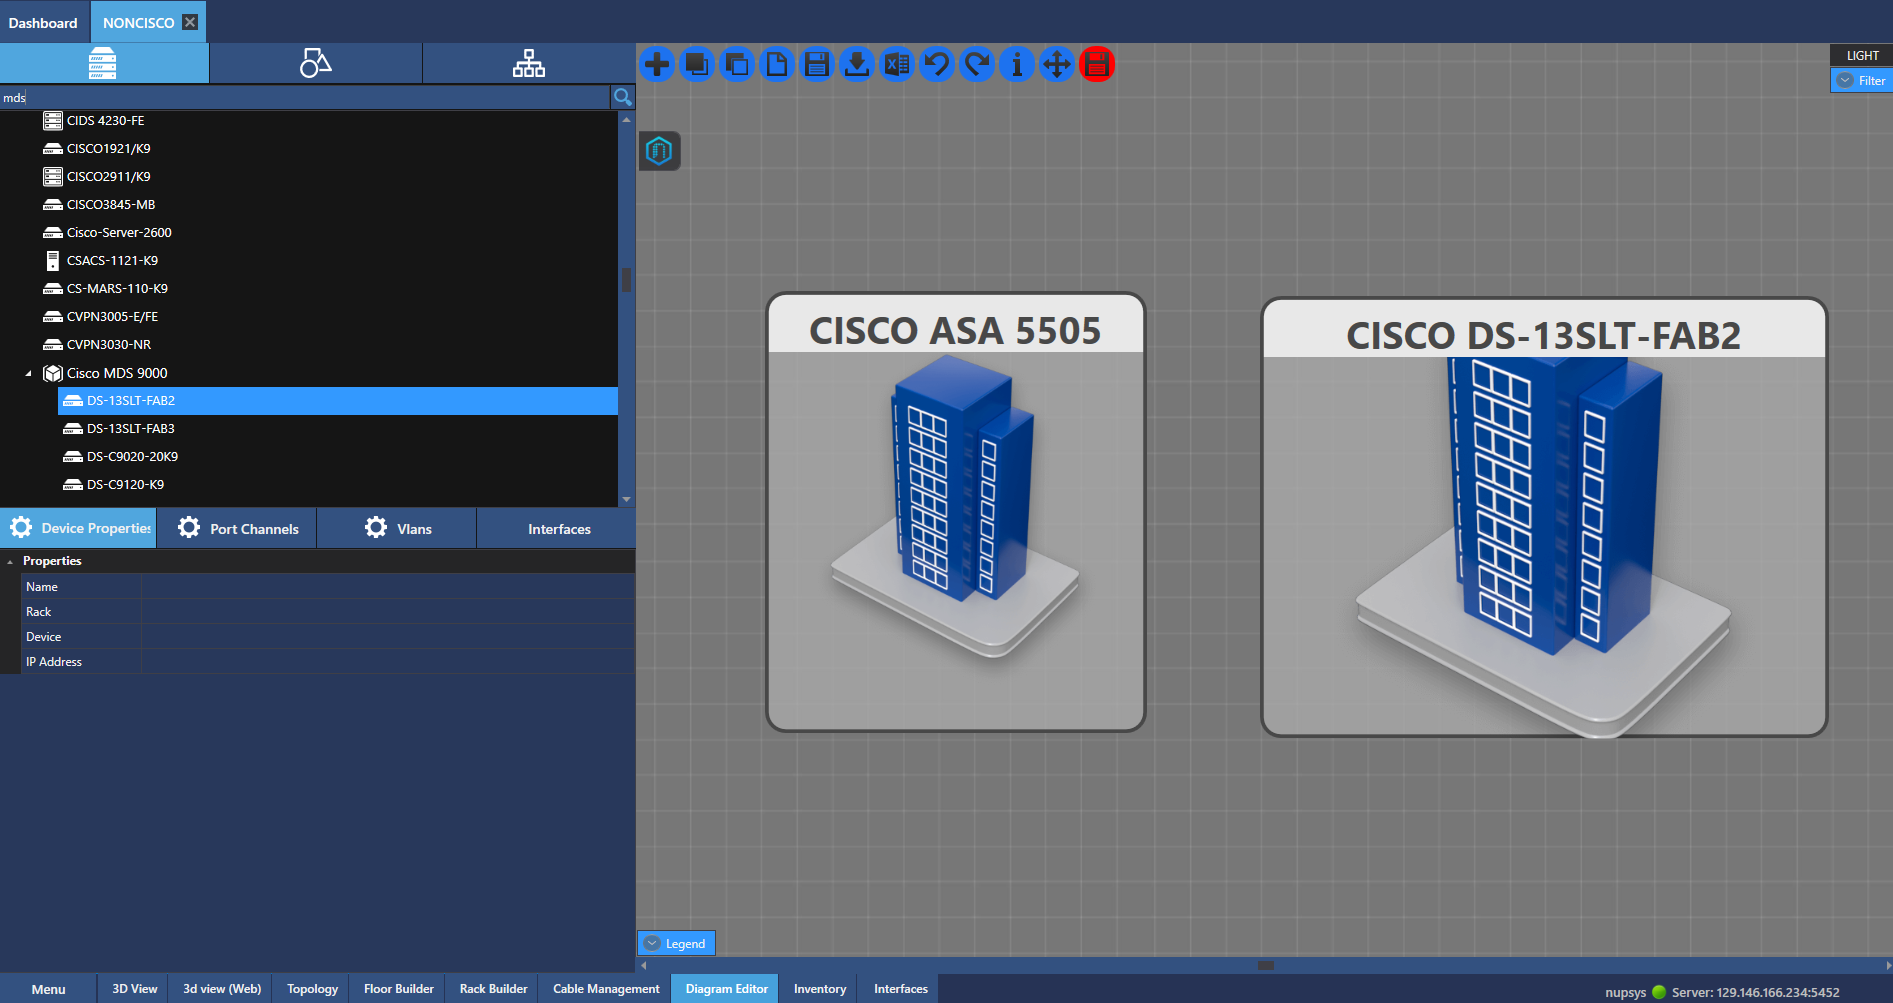 Dashboard
NONCISCO
LIGHT
Filter
mds
CIDS 4230-FE
CISCO1921/K9
CISCO2911/K9
CISCO3845-MB
Cisco-Server-2600
CSACS-1121-K9
CS-MARS-110-K9
CVPN3005-E/FE
CVPN3030-NR
Cisco MDS 9000
DS-13SLT-FAB2
DS-13SLT-FAB3
DS-C9020-20K9
DS-C9120-K9
Device Properties
Port Channels
Vlans
Interfaces
Properties
Name
Rack
Device
IP Address
CISCO ASA 5505
CISCO DS-13SLT-FAB2
Legend
Menu
3D View
3d view (Web)
Topology
Floor Builder
Rack Builder
Cable Management
Diagram Editor
Inventory
Interfaces
nupsys
Server: 129.146.166.234:5452